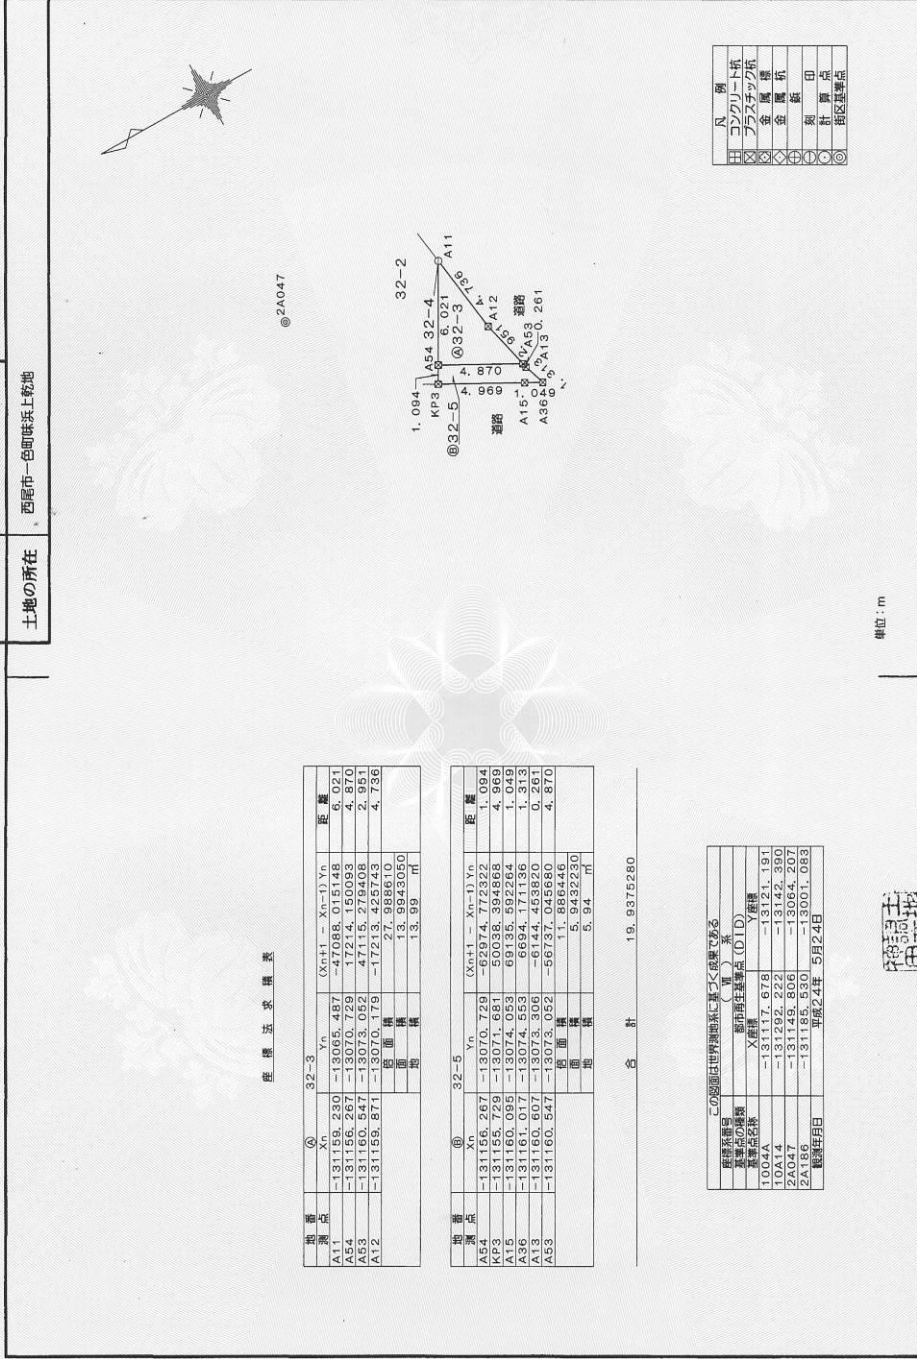 土地の所在 西尾市一色町味浜上乾地
座標法求積表
地番 Ⓐ 32-3
測点 Xn Yn (Xn+1 - Xn-1) Yn 距離
A11 -131159.230 -13065.487 -47088.015148 6.021
A54 -131156.267 -13070.729 17214.150093 4.870
A53 -131160.547 -13073.052 47115.279408 2.951
A12 -131159.871 -13070.179 -17213.425743 4.736
倍面積 27.988610
面積 13.9943050
地積 13.99 ㎡
地番 Ⓑ 32-5
測点 Xn Yn (Xn+1 - Xn-1) Yn 距離
A54 -131156.267 -13070.729 -62974.772322 1.094
KP3 -131155.729 -13071.681 50038.394868 4.969
A15 -131160.095 -13074.053 69135.592264 1.049
A36 -131161.017 -13074.553 6694.171136 1.313
A13 -131160.607 -13073.306 -6144.453820 0.261
A53 -131160.547 -13073.052 -56737.045680 4.870
倍面積 11.886446
面積 5.9432230
地積 5.94 ㎡
合計 19.9375280
この図面は世界測地系に基づく成果である
座標系番号 (Ⅶ) 系
基準点の種類 都市再生基準点(DID)
基準点名称 X座標 Y座標
1004A -131117.678 -13121.191
10A14 -131292.222 -13142.390
2A047 -131149.806 -13064.207
2A186 -131185.530 -13001.083
観測年月日 平成24年 5月24日
◎2A047
32-2
A11
A54 32-4
6.021
Ⓐ32-3
4.736
1.094
KP3
Ⓑ32-5
4.870
4.969
A12
2.951
道路
A53
0.261
A13
道路
A15
1.049
A36
1.313
凡例
コンクリート杭
プラスチック杭
金属標
金属杭
鋲
刻印
計算点
街区基準点
単位:m